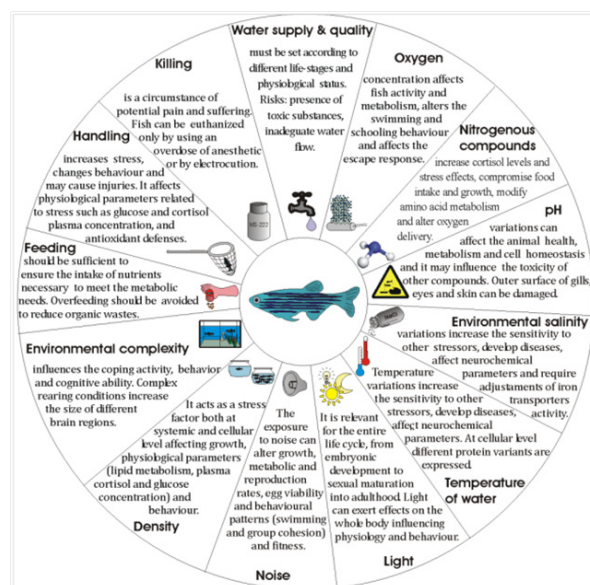 Water supply & quality
must be set according to
different life-stages and
physiological status.
Risks: presence of
toxic substances,
inadeguate water
flow.
Oxygen
concentration affects
fish activity and
metabolism, alters the
swimming and
schooling behaviour
and affects the
escape response.
Nitrogenous
compounds
increase cortisol levels and
stress effects, compromise food
intake and growth, modify
amino acid metabolism
and alter oxygen
delivery.
pH
variations can
affect the animal health,
metabolism and cell homeostasis
and it may influence the toxicity of
other compounds. Outer surface of gills,
eyes and skin can be damaged.
Environmental salinity
variations increase the sensitivity to
other stressors, develop diseases,
affect neurochemical
parameters and require
adjustaments of iron
transporters
activity.
Temperature
variations increase
the sensitivity to other
stressors, develop diseases,
affect neurochemical
parameters. At cellular level
different protein variants are
expressed.
Temperature
of water
It is relevant
for the entire
life cycle, from
embryonic
development to
sexual maturation
into adulthood. Light
can exert effects on the
whole body influencing
physiology and behaviour.
Light
The
exposure
to noise can
alter growth,
metabolic and
reproduction
rates, egg viability
and behavioural
patterns (swimming
and group cohesion)
and fitness.
Noise
It acts as a stress
factor both at
systemic and cellular
level affecting growth,
physiological parameters
(lipid metabolism, plasma
cortisol and glucose
concentration) and
behaviour.
Density
Environmental complexity
influences the coping activity, behavior
and cognitive ability. Complex
rearing conditions increase
the size of different
brain regions.
Feeding
should be sufficient to
ensure the intake of nutrients
necessary to meet the metabolic
needs. Overfeeding should be avoided
to reduce organic wastes.
Handling
increases stress,
changes behaviour and
may cause injuries. It affects
physiological parameters related
to stress such as glucose and cortisol
plasma concentration, and
antioxidant defenses.
Killing
is a circumstance of
potential pain and suffering.
Fish can be euthanized
only by using an
overdose of anesthetic
or by electrocution.
MS-222